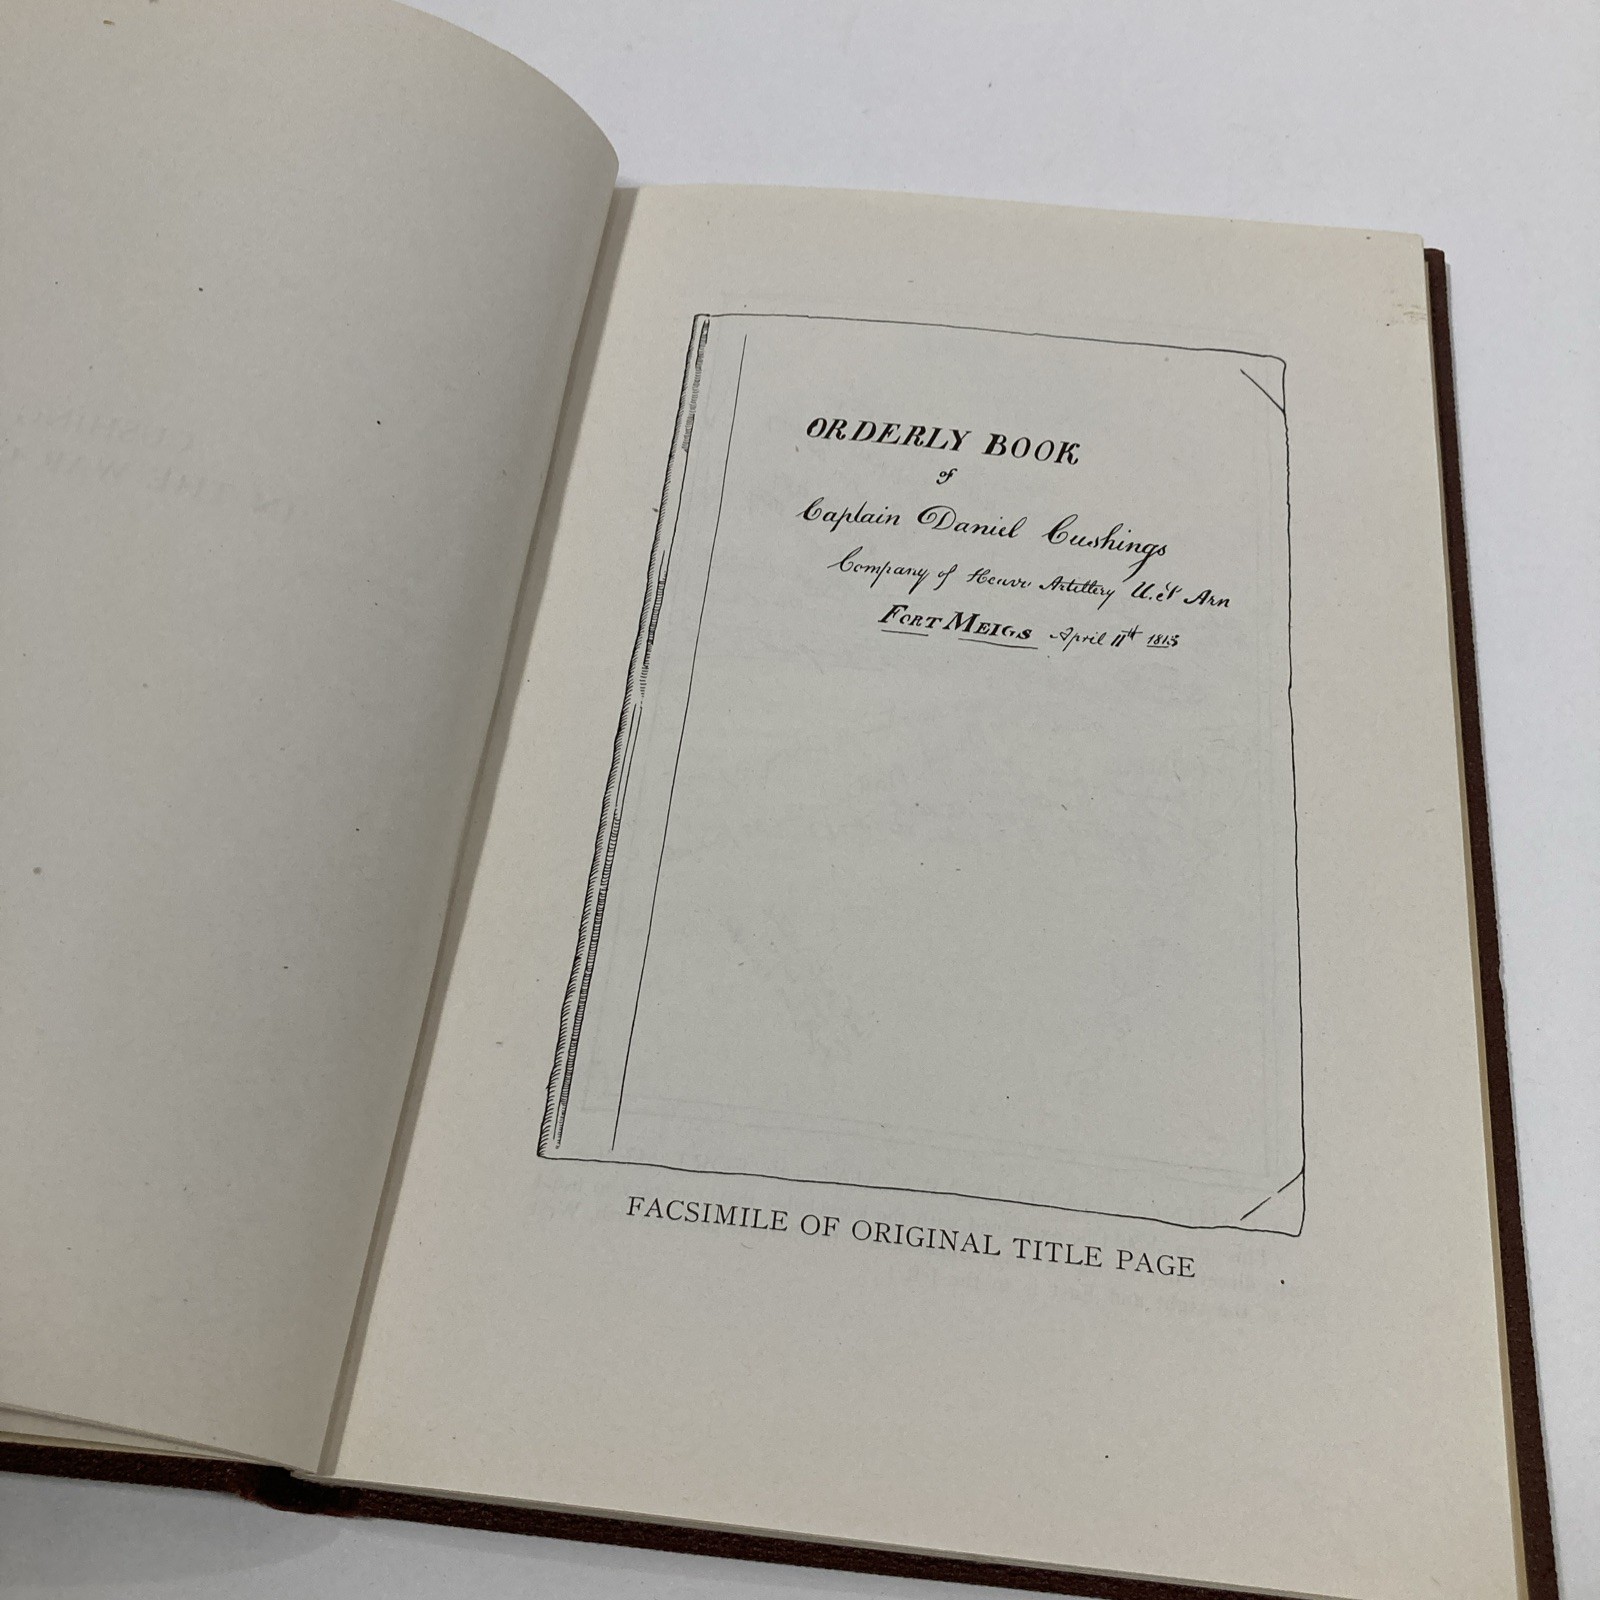 ORDERLY BOOK
of
Captain Daniel Cushings
Company of Heavy Artillery U.S Arm
FORT MEIGS April 11th 1813
FACSIMILE OF ORIGINAL TITLE PAGE